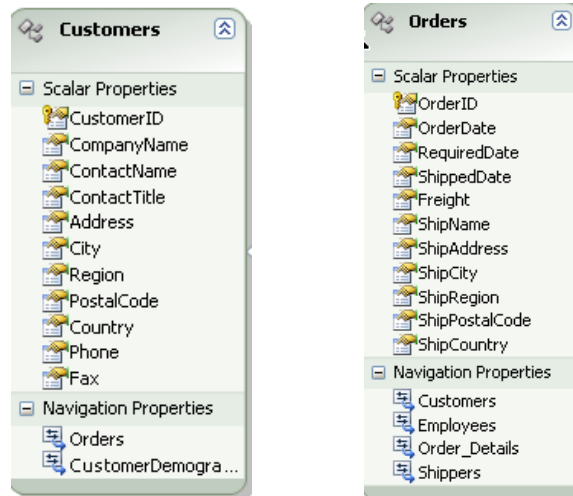 Customers
Scalar Properties
CustomerID
CompanyName
ContactName
ContactTitle
Address
City
Region
PostalCode
Country
Phone
Fax
Navigation Properties
Orders
CustomerDemogra...
Orders
Scalar Properties
OrderID
OrderDate
RequiredDate
ShippedDate
Freight
ShipName
ShipAddress
ShipCity
ShipRegion
ShipPostalCode
ShipCountry
Navigation Properties
Customers
Employees
Order_Details
Shippers